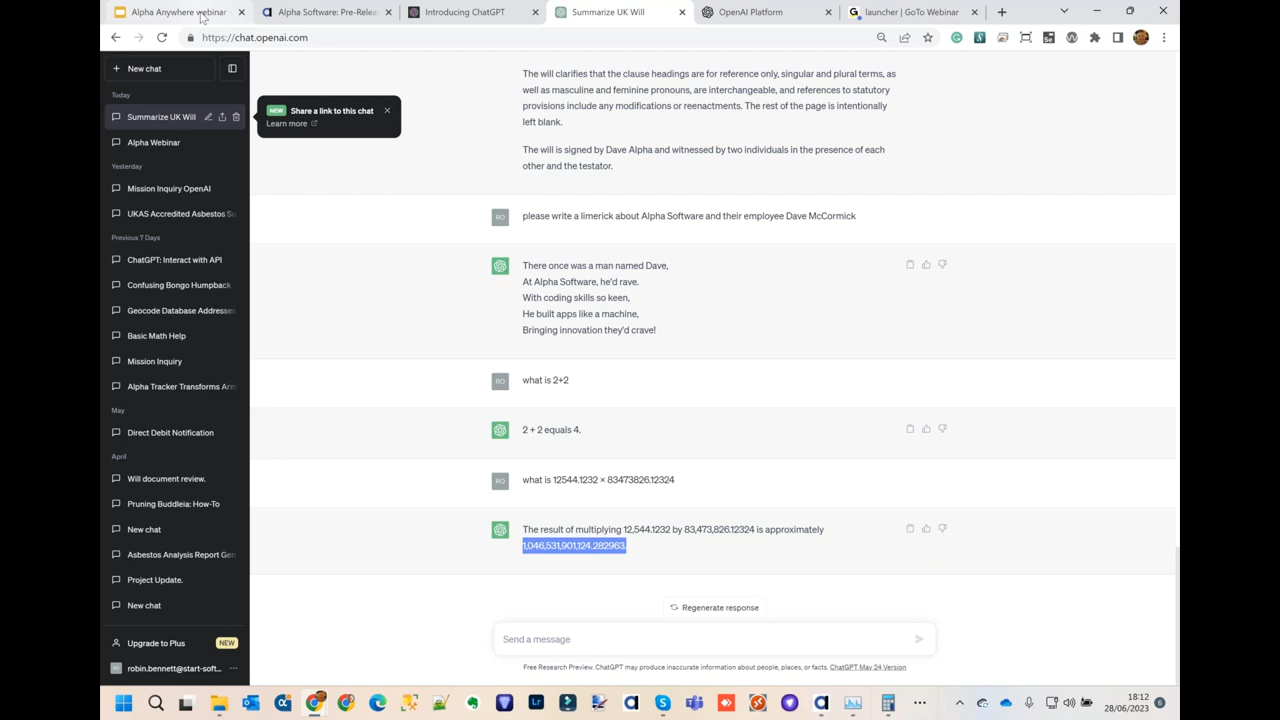 Alpha Anywhere webinar
Alpha Software: Pre-Relea
Introducing ChatGPT
Summarize UK Will
OpenAI Platform
launcher | GoTo Webinar
https://chat.openai.com
New chat
Today
Summarize UK Will
Alpha Webinar
Yesterday
Mission Inquiry OpenAI
UKAS Accredited Asbestos Su
Previous 7 Days
ChatGPT: Interact with API
Confusing Bongo Humpback
Geocode Database Addresses
Basic Math Help
Mission Inquiry
Alpha Tracker Transforms Arm
May
Direct Debit Notification
April
Will document review.
Pruning Buddleia: How-To
New chat
Asbestos Analysis Report Gen
Project Update.
New chat
Upgrade to Plus
NEW
robin.bennett@start-soft...
NEW Share a link to this chat
Learn more
The will clarifies that the clause headings are for reference only, singular and plural terms, as
well as masculine and feminine pronouns, are interchangeable, and references to statutory
provisions include any modifications or reenactments. The rest of the page is intentionally
left blank.
The will is signed by Dave Alpha and witnessed by two individuals in the presence of each
other and the testator.
RO
please write a limerick about Alpha Software and their employee Dave McCormick
There once was a man named Dave,
At Alpha Software, he'd rave.
With coding skills so keen,
He built apps like a machine,
Bringing innovation they'd crave!
RO
what is 2+2
2 + 2 equals 4.
RO
what is 12544.1232 × 83473826.12324
The result of multiplying 12,544.1232 by 83,473,826.12324 is approximately
1,046,531,901,124.282963.
Regenerate response
Send a message
Free Research Preview. ChatGPT may produce inaccurate information about people, places, or facts. ChatGPT May 24 Version
18:12
28/06/2023
6